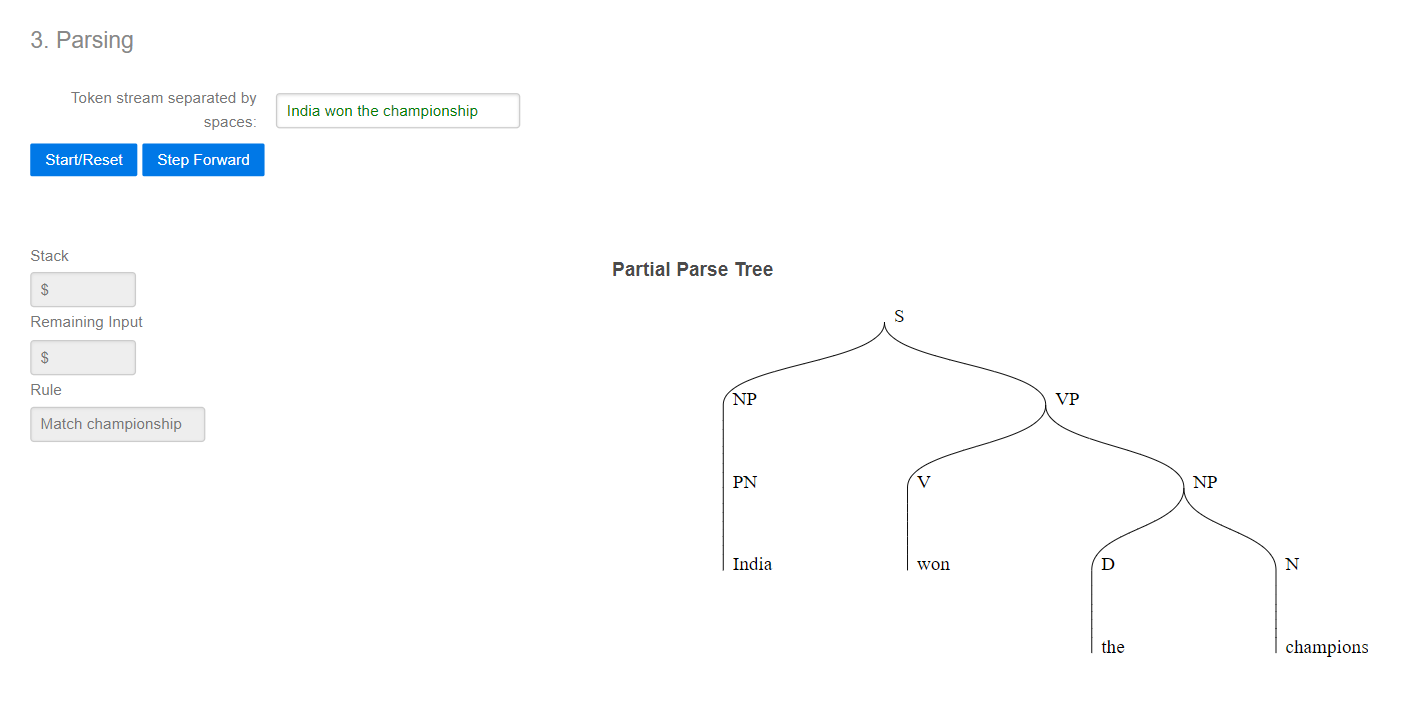 3. Parsing
Token stream separated by
spaces:
India won the championship
Start/Reset Step Forward
Stack
$
Remaining Input
$
Rule
Match championship
Partial Parse Tree
S
NP VP
PN V NP
India won D N
the champions